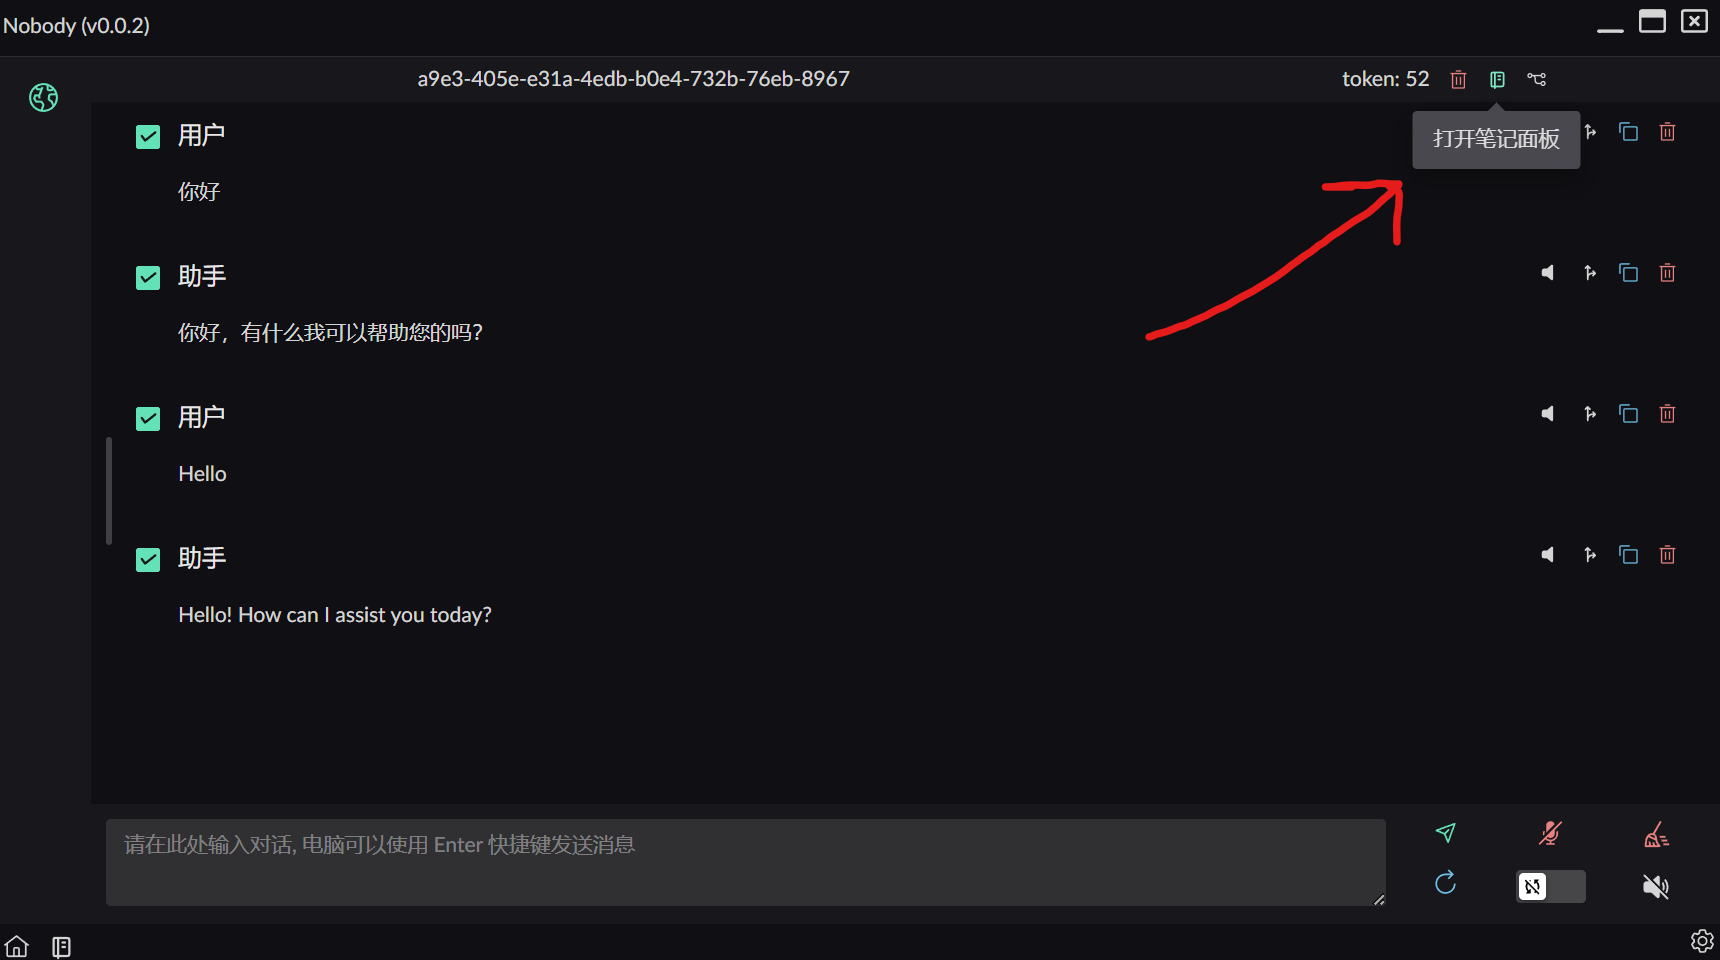 Nobody (v0.0.2)
a9e3-405e-e31a-4edb-b0e4-732b-76eb-8967
token: 52
打开笔记面板
用户
你好
助手
你好，有什么我可以帮助您的吗？
用户
Hello
助手
Hello! How can I assist you today?
请在此处输入对话, 电脑可以使用 Enter 快捷键发送消息